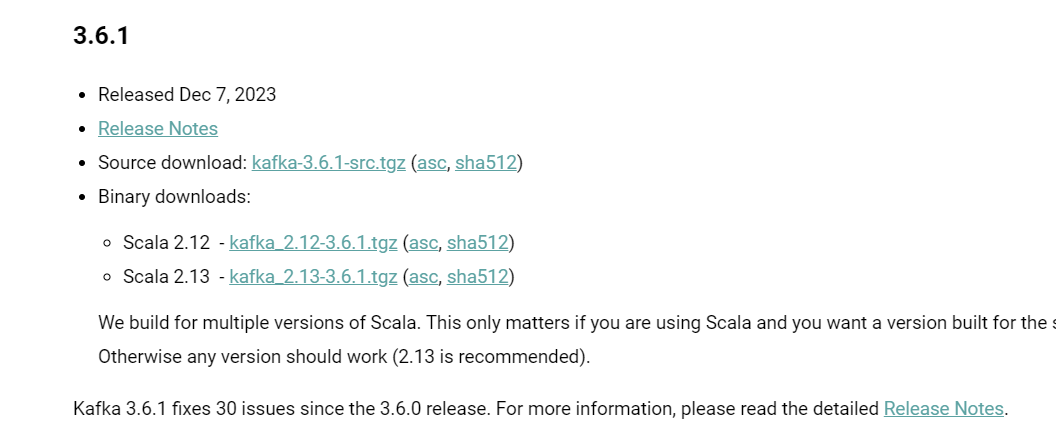 3.6.1
Released Dec 7, 2023
Release Notes
Source download: kafka-3.6.1-src.tgz (asc, sha512)
Binary downloads:
Scala 2.12 - kafka_2.12-3.6.1.tgz (asc, sha512)
Scala 2.13 - kafka_2.13-3.6.1.tgz (asc, sha512)
We build for multiple versions of Scala. This only matters if you are using Scala and you want a version built for the
Otherwise any version should work (2.13 is recommended).
Kafka 3.6.1 fixes 30 issues since the 3.6.0 release. For more information, please read the detailed Release Notes.